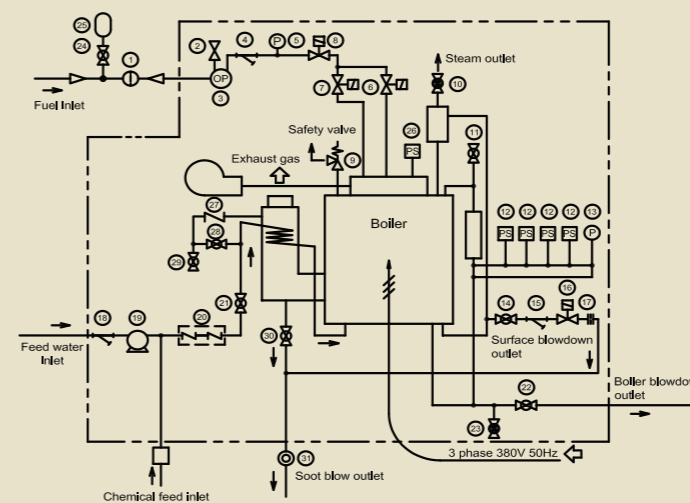 25
24
2
4
P
5
8
1
OP
3
7
6
Fuel Inlet
Steam outlet
10
Safety valve
9
26
PS
11
Exhaust gas
27
28
29
Boiler
12
12
12
12
13
PS
PS
PS
PS
P
21
18
19
20
14
15
16
17
Feed water
Inlet
30
Surface blowdown
outlet
22
23
Boiler blowdow
outlet
3 phase 380V 50Hz
31
Soot blow outlet
Chemical feed inlet